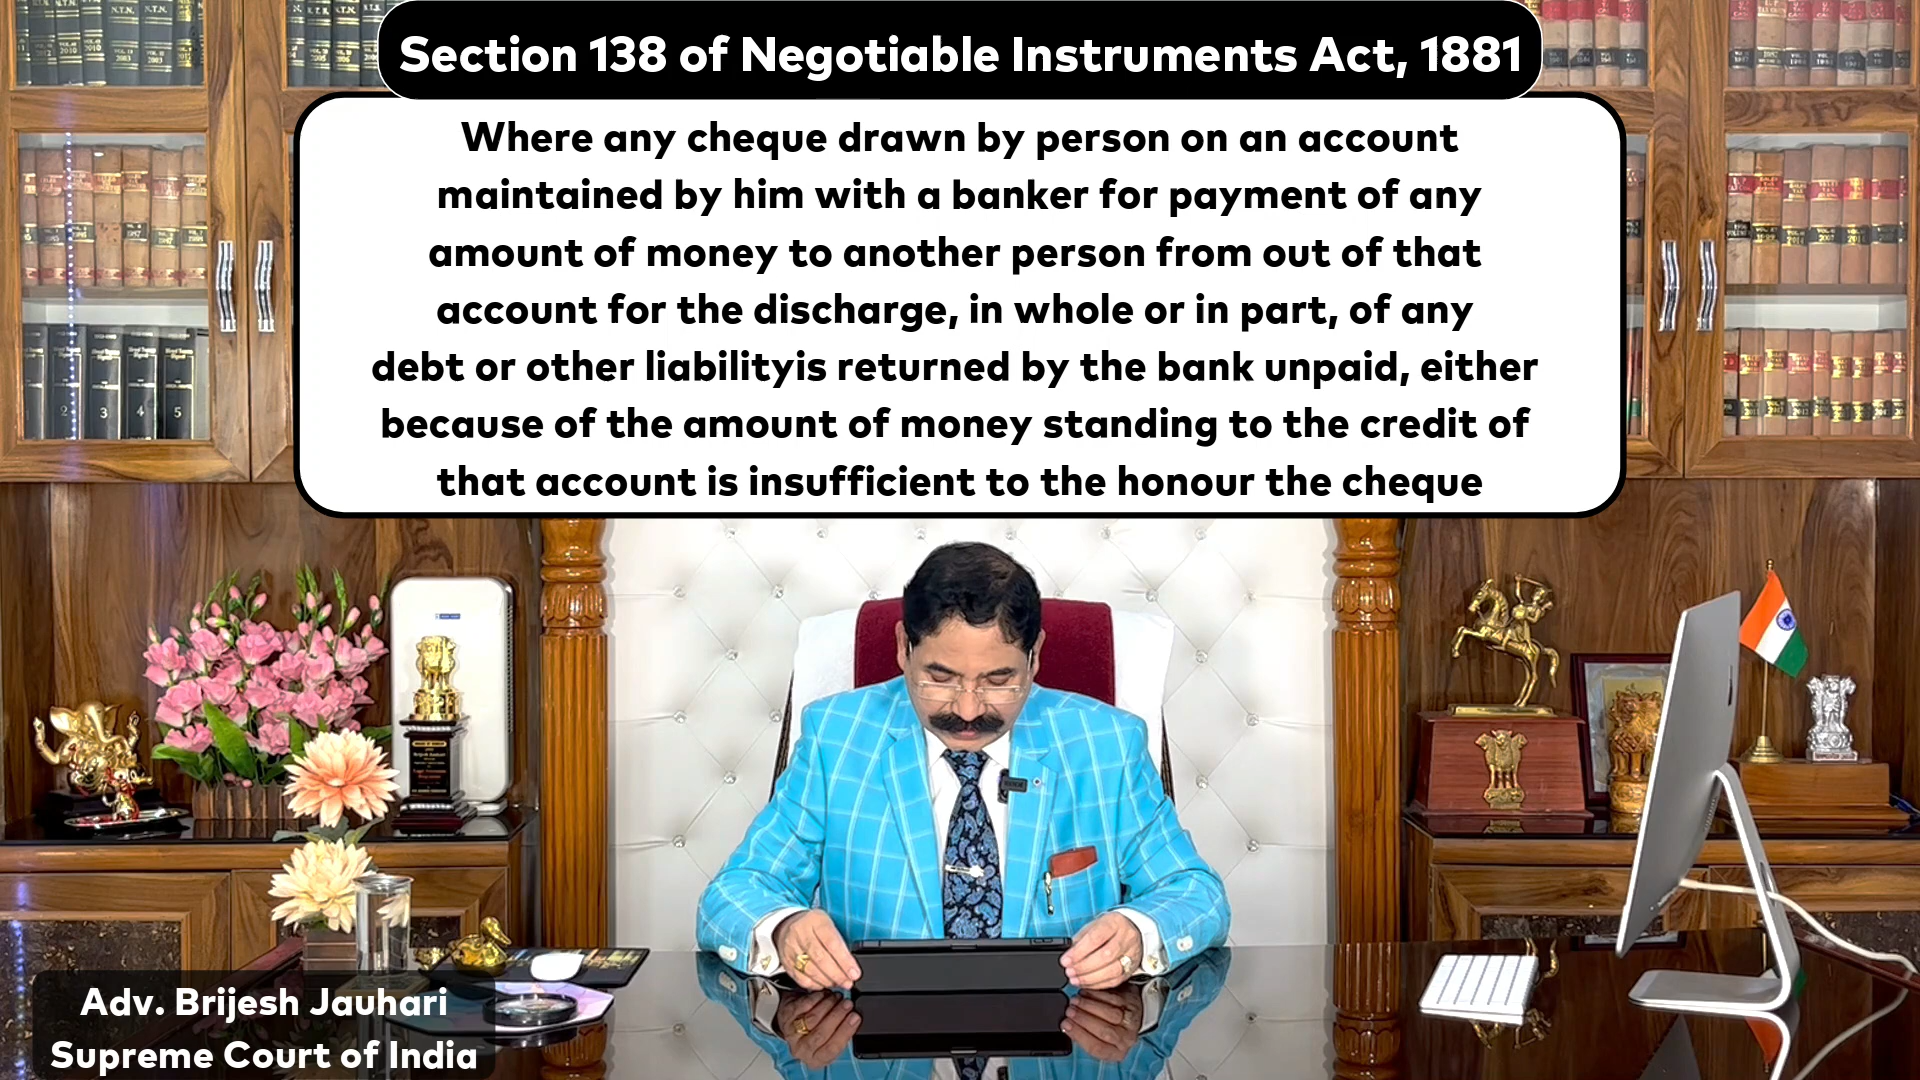 Section 138 of Negotiable Instruments Act, 1881
Where any cheque drawn by person on an account
maintained by him with a banker for payment of any
amount of money to another person from out of that
account for the discharge, in whole or in part, of any
debt or other liabilityis returned by the bank unpaid, either
because of the amount of money standing to the credit of
that account is insufficient to the honour the cheque
2
3
4
5
Adv. Brijesh Jauhari
Supreme Court of India